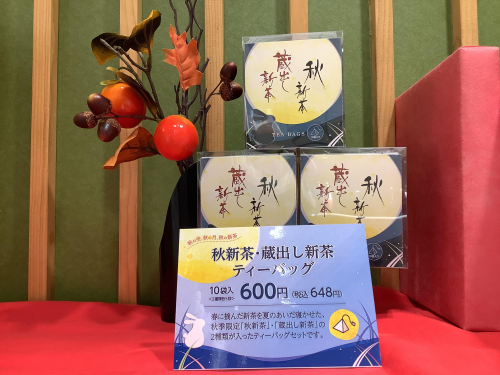 秋新茶
蔵出し新茶
TEA BAGS
秋新茶
蔵出し新茶
秋新茶
蔵出し新茶
秋新茶・蔵出し新茶
ティーバッグ
10袋入
600円
(税込 648円)
春に摘んだ新茶を夏のあいだ寝かせた、
秋季限定「秋新茶」・「蔵出し新茶」の
2種類が入ったティーバッグセットです。